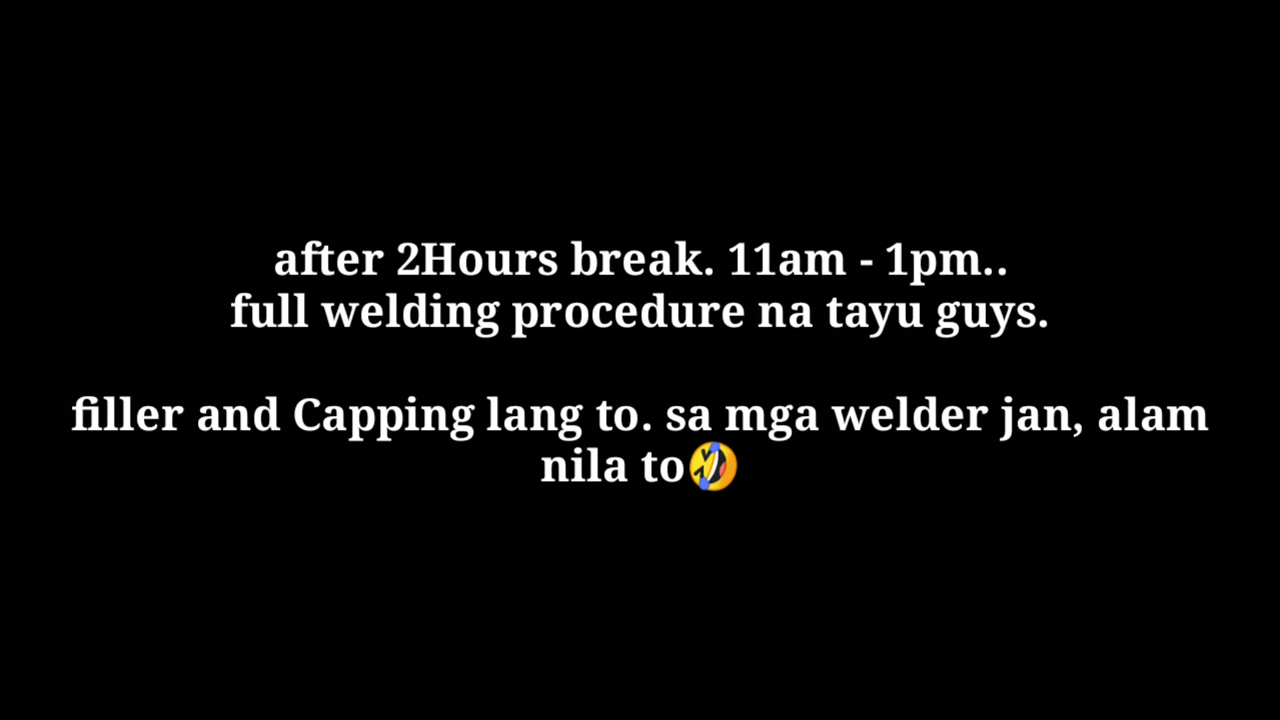 after 2Hours break. 11am - 1pm..
full welding procedure na tayu guys.
filler and Capping lang to. sa mga welder jan, alam
nila to🤣